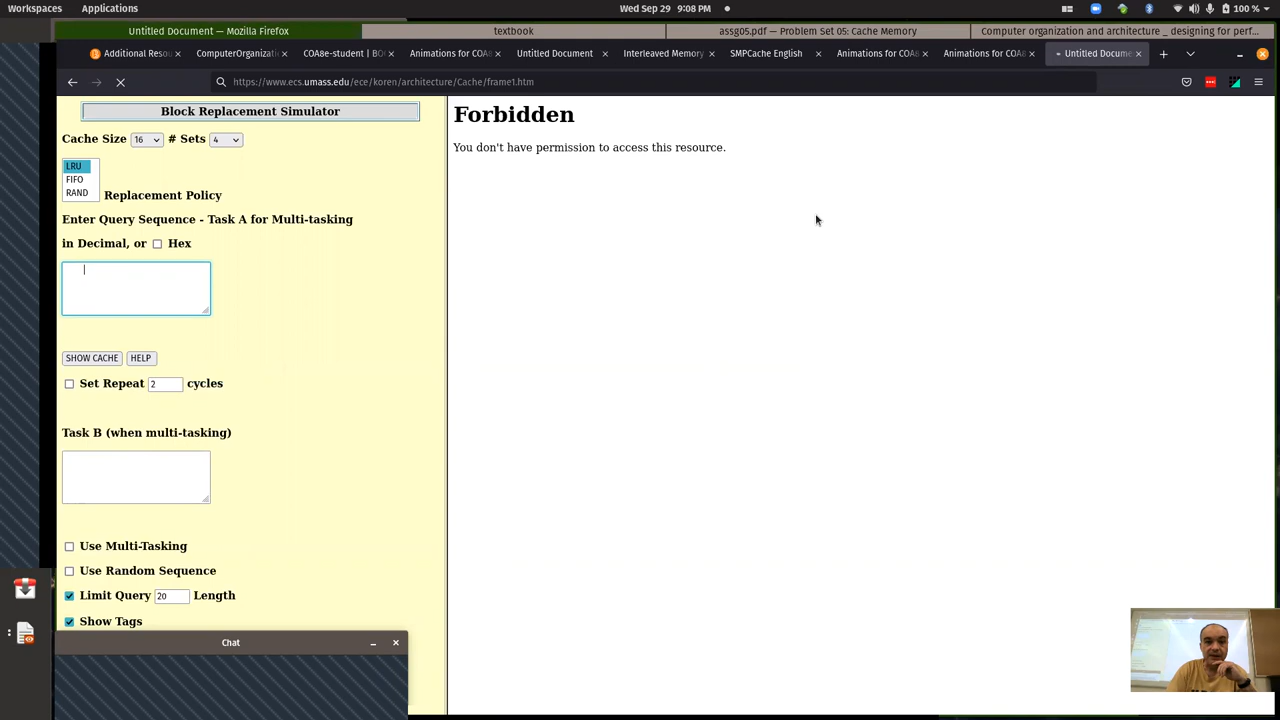 Workspaces Applications Wed Sep 29 9:08 PM 100 %
Untitled Document — Mozilla Firefox textbook assg05.pdf — Problem Set 05: Cache Memory Computer organization and architecture _ designing for perf...
Additional Resou ComputerOrganizati COA8e-student | BO Animations for COA8e Untitled Document Interleaved Memory SMPCache English Animations for COA8 Animations for COA8 Untitled Docume
https://www.ecs.umass.edu/ece/koren/architecture/Cache/frame1.htm
Block Replacement Simulator
Cache Size 16 # Sets 4
LRU
FIFO
RAND Replacement Policy
Enter Query Sequence - Task A for Multi-tasking
in Decimal, or Hex
SHOW CACHE HELP
Set Repeat 2 cycles
Task B (when multi-tasking)
Use Multi-Tasking
Use Random Sequence
Limit Query 20 Length
Show Tags
Chat
Forbidden
You don't have permission to access this resource.